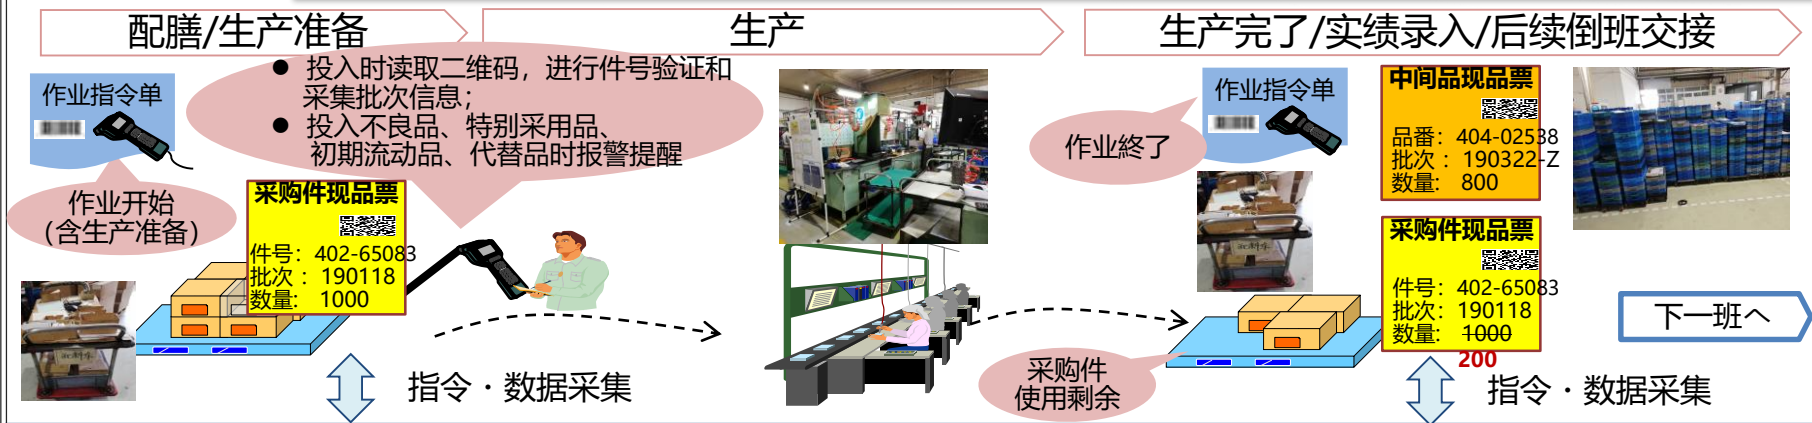 配膳/生产准备
生产
生产完了/实绩录入/后续倒班交接
作业指令单
● 投入时读取二维码，进行件号验证和
采集批次信息；
● 投入不良品、特别采用品、
初期流动品、代替品时报警提醒
作业开始
（含生产准备）
采购件现品票
件号：402-65083
批次：190118
数量: 1000
指令・数据采集
作业終了
作业指令单
中间品现品票
品番：404-02538
批次：190322-Z
数量: 800
采购件现品票
件号：402-65083
批次：190118
数量: 1000
200
采购件
使用剩余
下一班へ
指令・数据采集